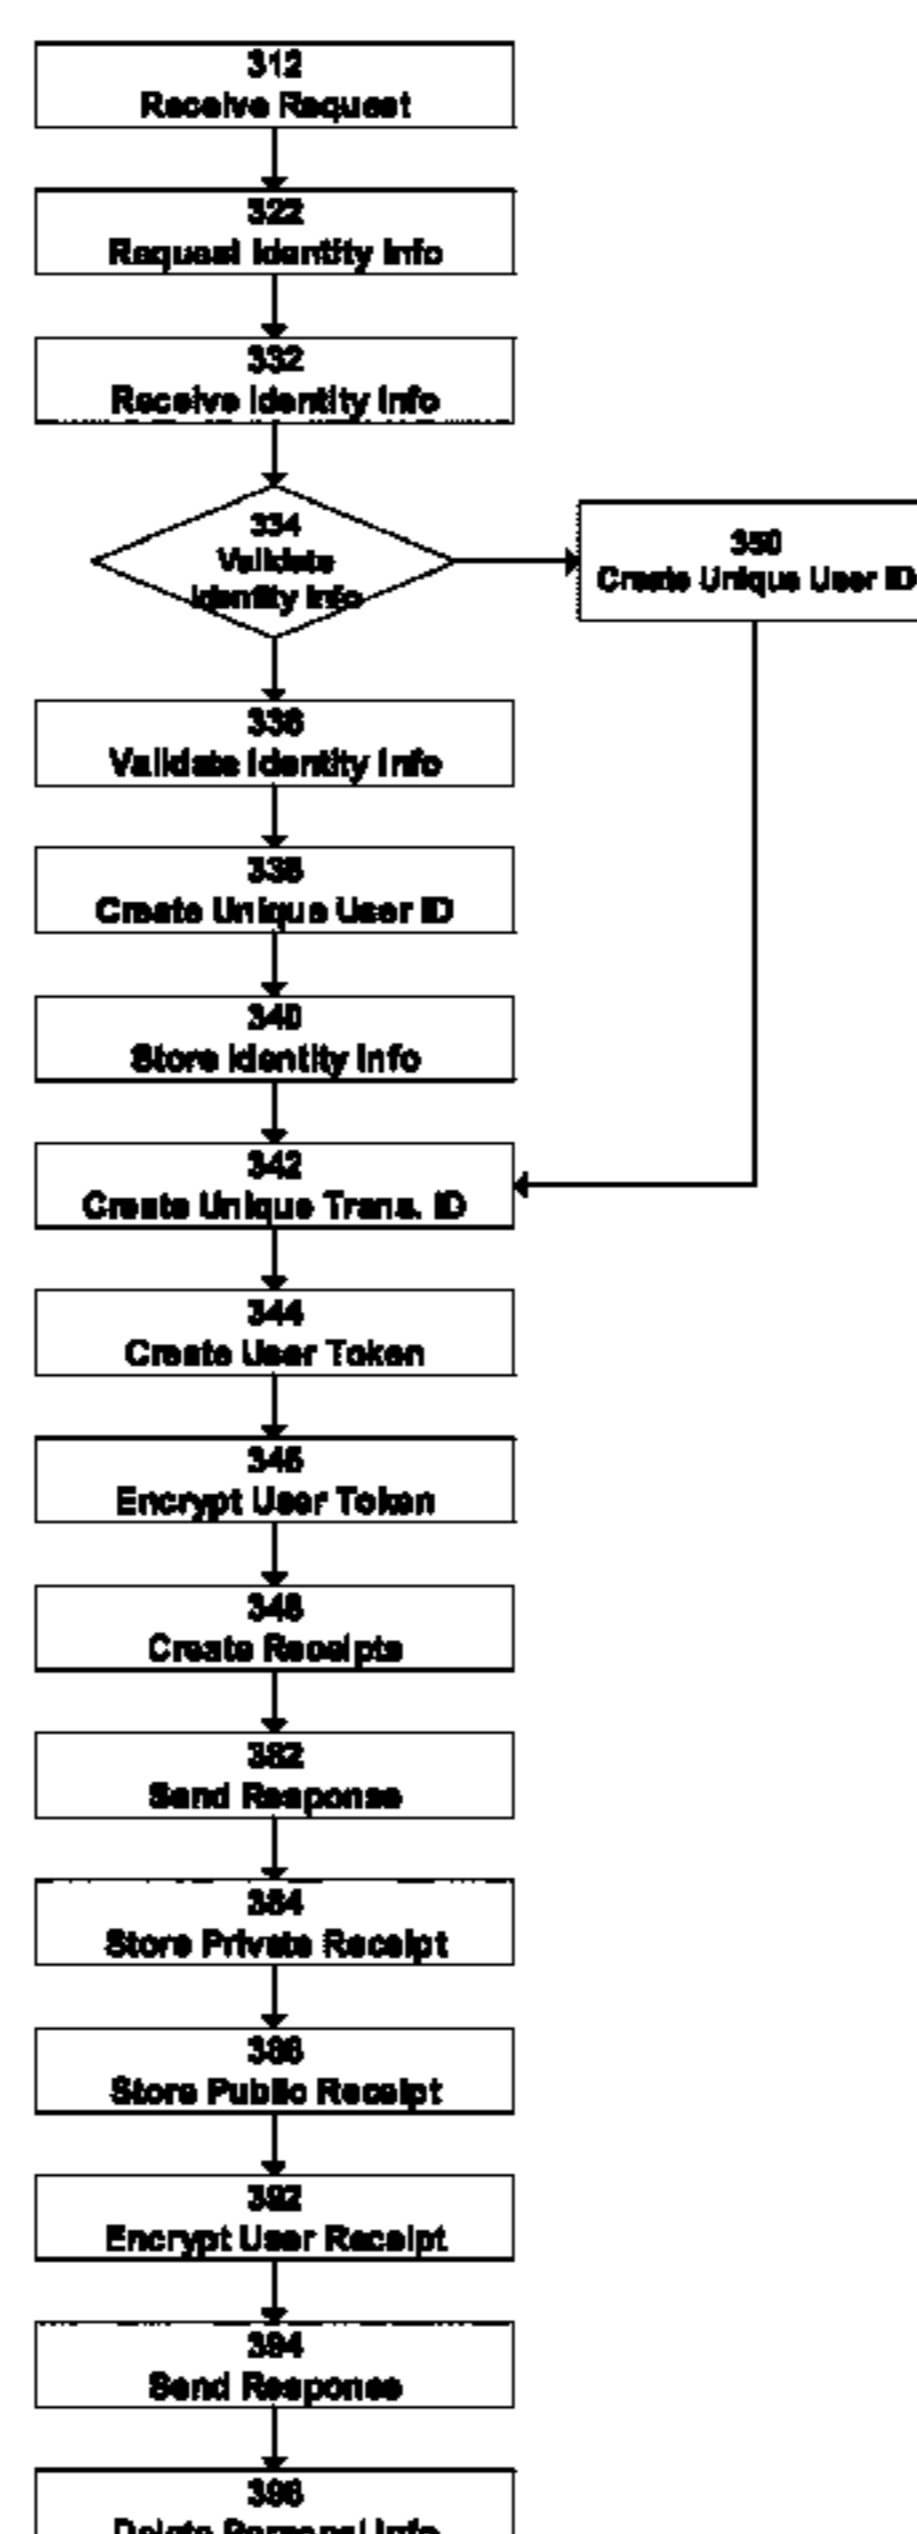 312
Receive Request
322
Request Identity Info
332
Receive Identity Info
334
Validate
Identity Info
350
Create Unique User ID
336
Validate Identity Info
338
Create Unique User ID
340
Store Identity Info
342
Create Unique Trans. ID
344
Create User Token
Encrypt User Token
348
Create Receipts
382
Send Response
384
Store Private Receipt
386
Store Public Receipt
392
Encrypt User Receipt
394
Send Response
Delete Personal Info